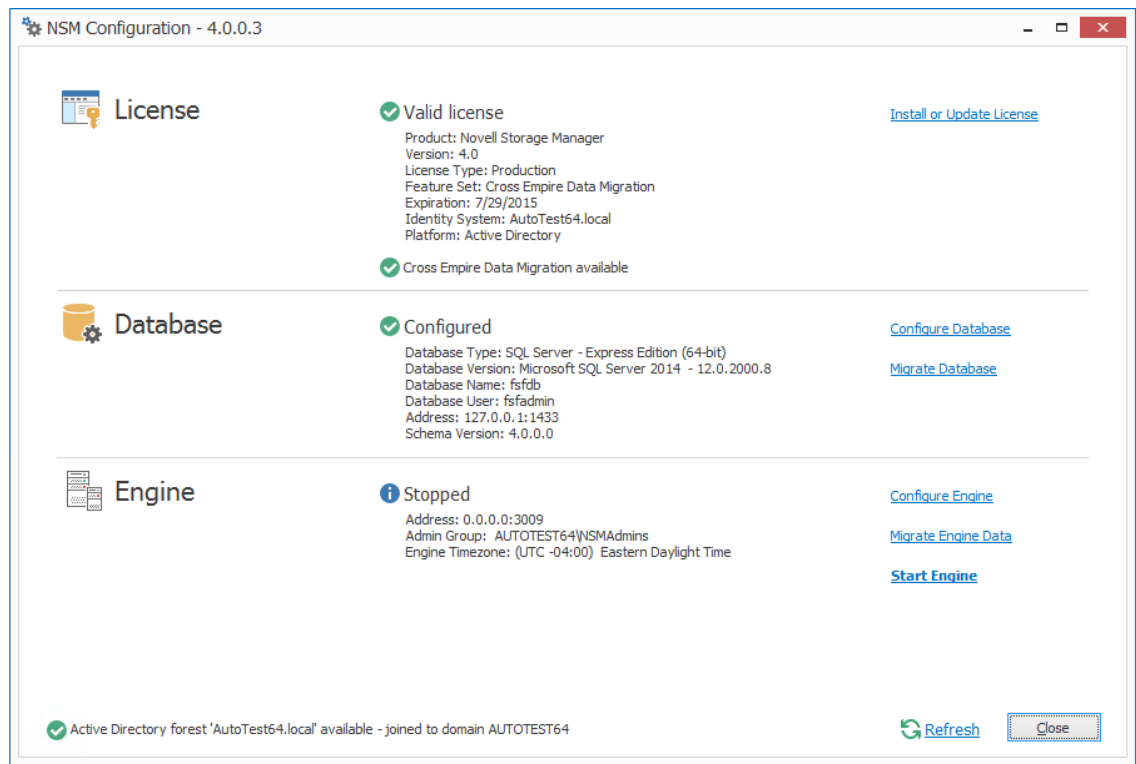 NSM Configuration - 4.0.0.3
License
Valid license
Install or Update License
Product: Novell Storage Manager
Version: 4.0
License Type: Production
Feature Set: Cross Empire Data Migration
Expiration: 7/29/2015
Identity System: AutoTest64.local
Platform: Active Directory
Cross Empire Data Migration available
Database
Configured
Configure Database
Database Type: SQL Server - Express Edition (64-bit)
Database Version: Microsoft SQL Server 2014 - 12.0.2000.8
Migrate Database
Database Name: fsfdb
Database User: fsfadmin
Address: 127.0.0.1:1433
Schema Version: 4.0.0.0
Engine
Stopped
Configure Engine
Address: 0.0.0.0:3009
Admin Group: AUTOTEST64\NSMAdmins
Migrate Engine Data
Engine Timezone: (UTC -04:00) Eastern Daylight Time
Start Engine
Active Directory forest 'AutoTest64.local' available - joined to domain AUTOTEST64
Refresh
Close